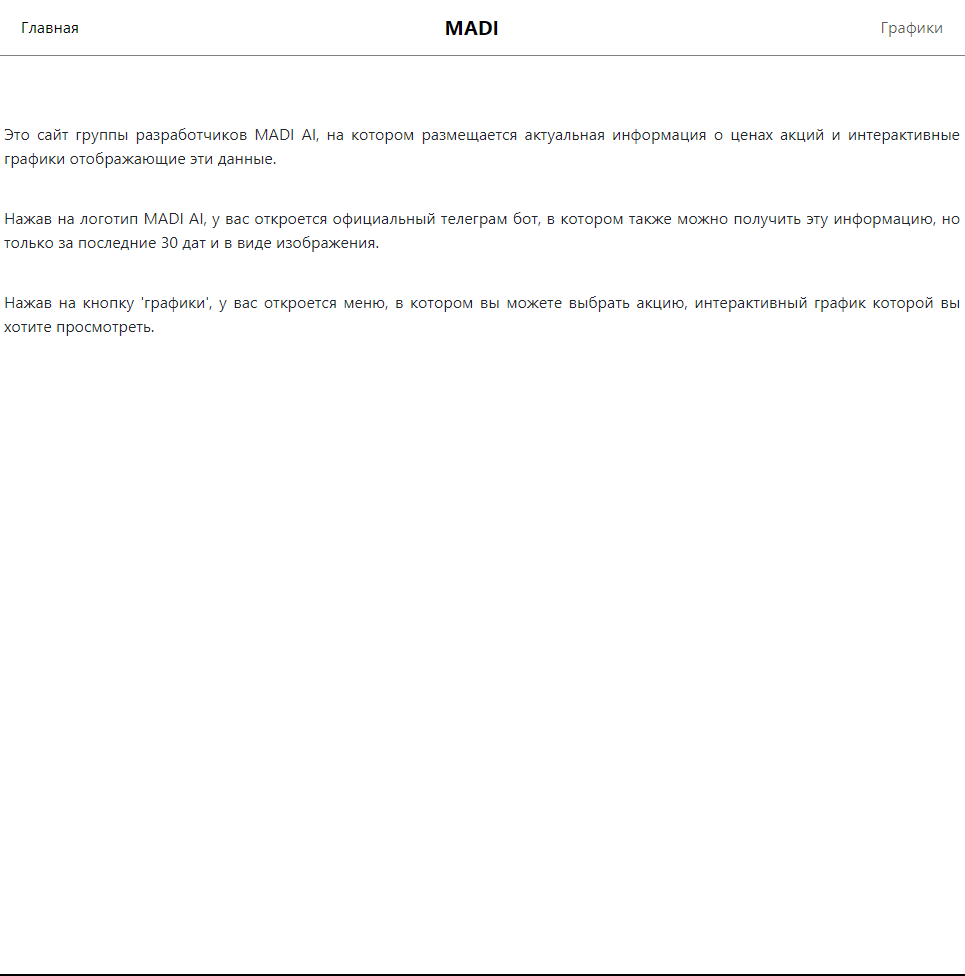 Главная
MADI
Графики
Это сайт группы разработчиков MADI AI, на котором размещается актуальная информация о ценах акций и интерактивные
графики отображающие эти данные.
Нажав на логотип MADI AI, у вас откроется официальный телеграм бот, в котором также можно получить эту информацию, но
только за последние 30 дат и в виде изображения.
Нажав на кнопку 'графики', у вас откроется меню, в котором вы можете выбрать акцию, интерактивный график которой вы
хотите просмотреть.